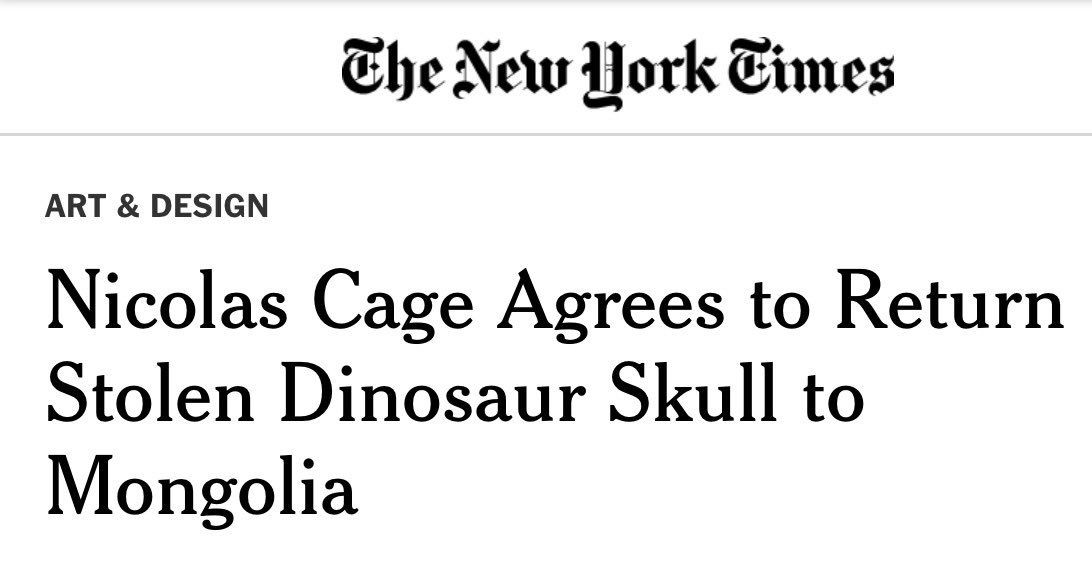 The New York Times
ART & DESIGN
Nicolas Cage Agrees to Return
Stolen Dinosaur Skull to
Mongolia